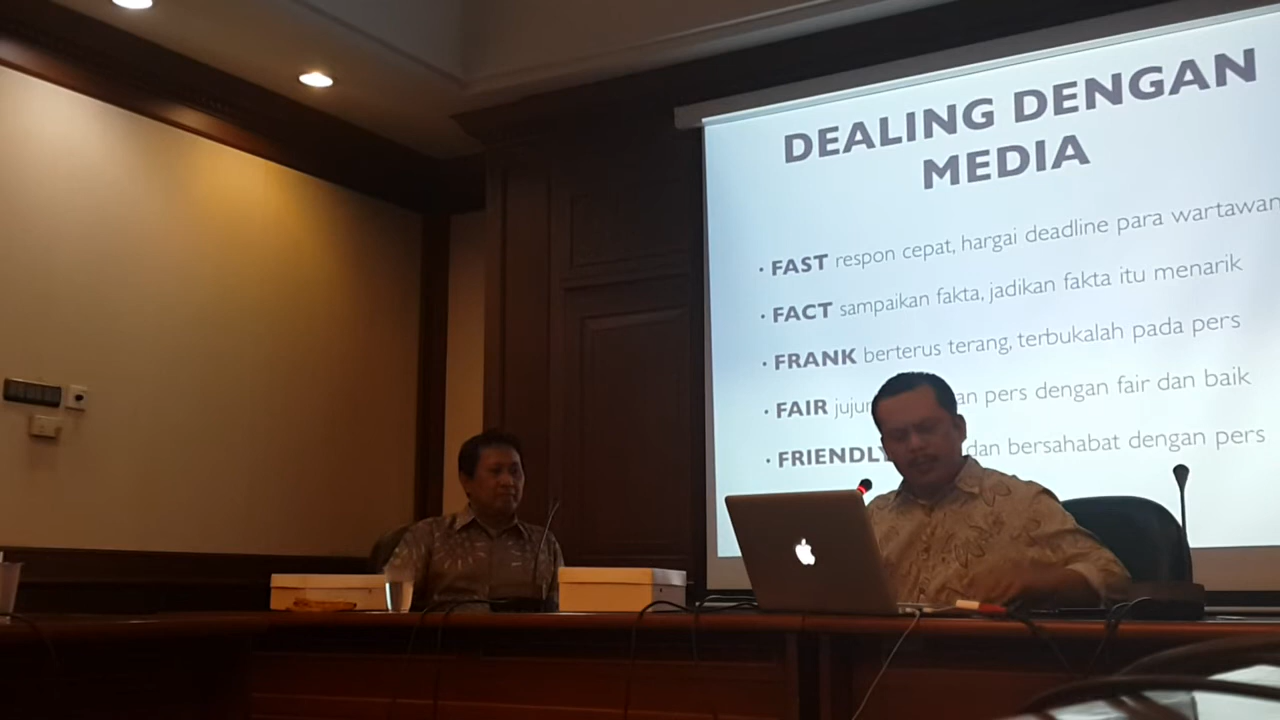 DEALING DENGAN
MEDIA
• FAST respon cepat, hargai deadline para wartawan
• FACT sampaikan fakta, jadikan fakta itu menarik
• FRANK berterus terang, terbukalah pada pers
• FAIR jujur pers dengan fair dan baik
• FRIENDLY dan bersahabat dengan pers